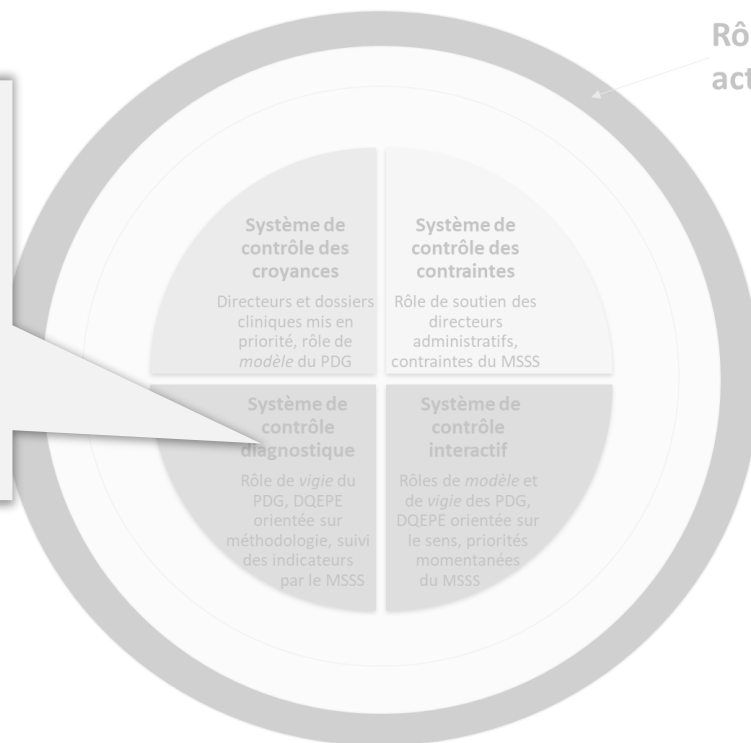 Système de
contrôle des
croyances
Directeurs et dossiers
cliniques mis en
priorité, rôle de
modèle du PDG
Système de
contrôle des
contraintes
Rôle de soutien des
directeurs
administratifs,
contraintes du MSSS
Système de
contrôle
diagnostique
Rôle de vigie du
PDG, DQEPE
orientée sur
méthodologie, suivi
des indicateurs
par le MSSS
Système de
contrôle
interactif
Rôles de modèle et
de vigie des PDG,
DQEPE orientée sur
le sens, priorités
momentanées
du MSSS